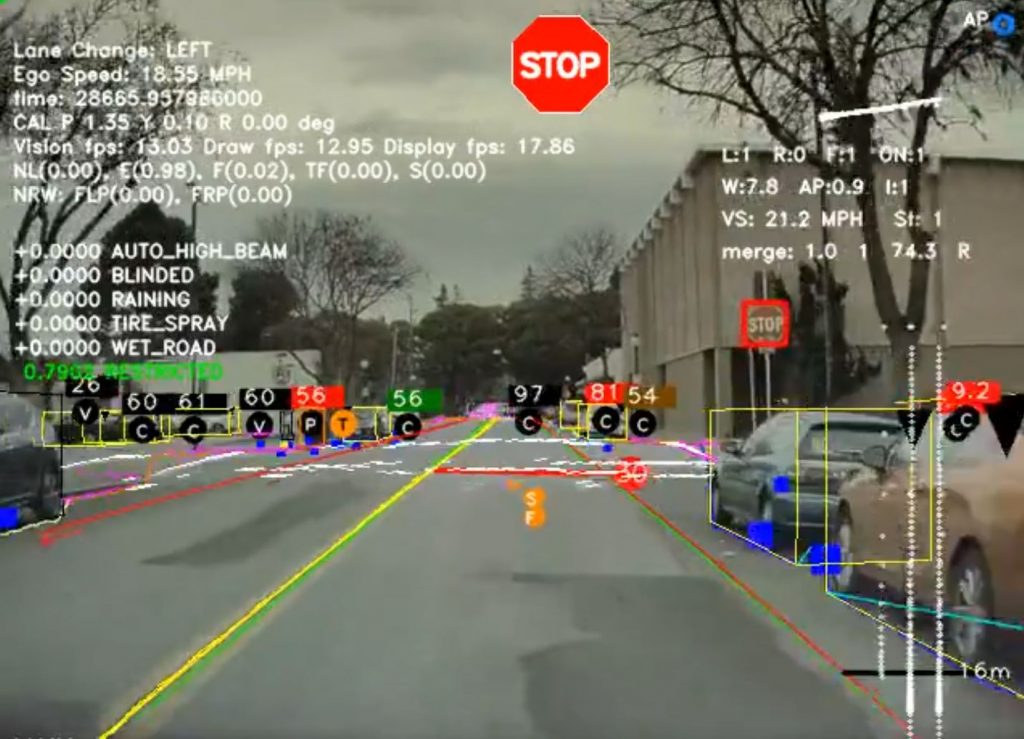 AP
STOP
Lane Change: LEFT
Ego Speed: 18.55 MPH
time: 28665.957986000
CAL P 1.35 Y 0.10 R 0.00 deg
Vision fps: 13.03 Draw fps: 12.95 Display fps: 17.86
NL(0.00), E(0.98), F(0.02), TF(0.00), S(0.00)
NRW: FLP(0.00), FRP(0.00)
L:1 R:0 F:1 ON:1
W:7.8 AP:0.9 I:1
VS: 21.2 MPH St: 1
merge: 1.0 1 74.3 R
+0.0000 AUTO_HIGH_BEAM
+0.0000 BLINDED
+0.0000 RAINING
+0.0000 TIRE_SPRAY
+0.0000 WET_ROAD
RESTRICTED
STOP
26 60 61 60 56 56 97 81 54 9.2
V C C V P T C C C C C
30
S
F
16m